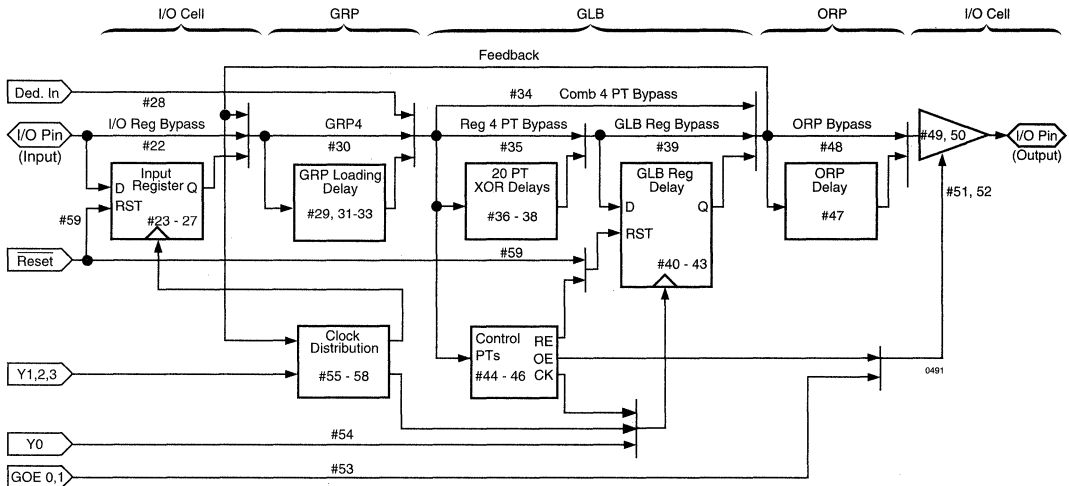 I/O Cell
GRP
GLB
ORP
I/O Cell
Feedback
Ded. In
#28
#34
Comb 4 PT Bypass
I/O Pin
(Input)
I/O Reg Bypass
#22
GRP4
#30
Reg 4 PT Bypass
#35
GLB Reg Bypass
#39
ORP Bypass
#48
#49, 50
I/O Pin
(Output)
#51, 52
Input
Register
D
Q
RST
#23 - 27
#59
GRP Loading
Delay
#29, 31-33
20 PT
XOR Delays
#36 - 38
GLB Reg
Delay
D
Q
RST
#40 - 43
ORP
Delay
#47
Reset
#59
Clock
Distribution
#55 - 58
Control
PTs
#44 - 46
RE
OE
CK
0491
Y1,2,3
Y0
#54
GOE 0,1
#53